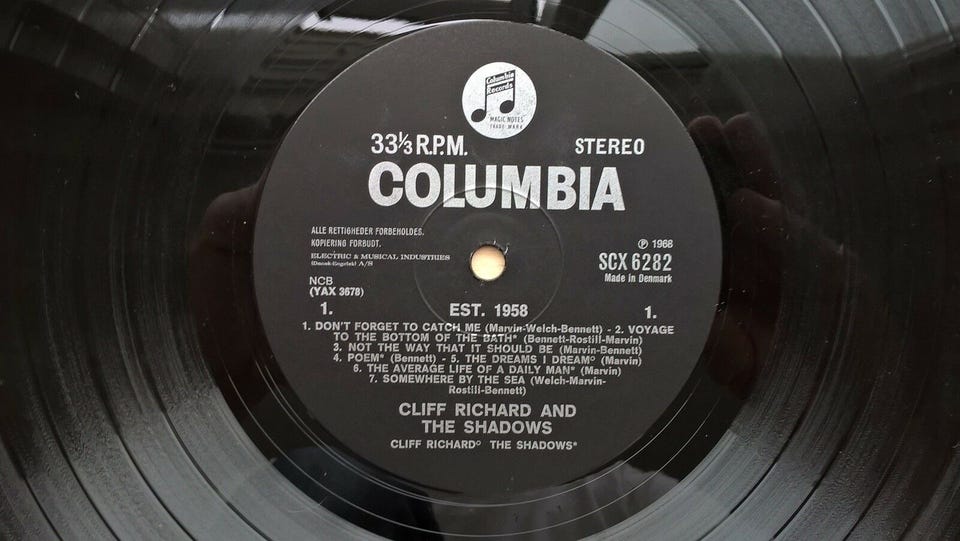 Columbia
Records
MAGIC NOTES
TRADE MARK
33⅓ R.P.M. STEREO
COLUMBIA
ALLE RETTIGHEDER FORBEHOLDES.
KOPIERING FORBUDT.
ELECTRIC & MUSICAL INDUSTRIES
(Dansk-Engelsk) A/S
℗ 1968
SCX 6282
Made in Denmark
NCB
(YAX 3678)
1. EST. 1958 1.
1. DON'T FORGET TO CATCH ME (Marvin-Welch-Bennett) - 2. VOYAGE
TO THE BOTTOM OF THE BATH* (Bennett-Rostill-Marvin)
3. NOT THE WAY THAT IT SHOULD BE (Marvin-Bennett)
4. POEM* (Bennett) - 5. THE DREAMS I DREAM° (Marvin)
6. THE AVERAGE LIFE OF A DAILY MAN* (Marvin)
7. SOMEWHERE BY THE SEA (Welch-Marvin-
Rostill-Bennett)
CLIFF RICHARD AND
THE SHADOWS
CLIFF RICHARD° THE SHADOWS*